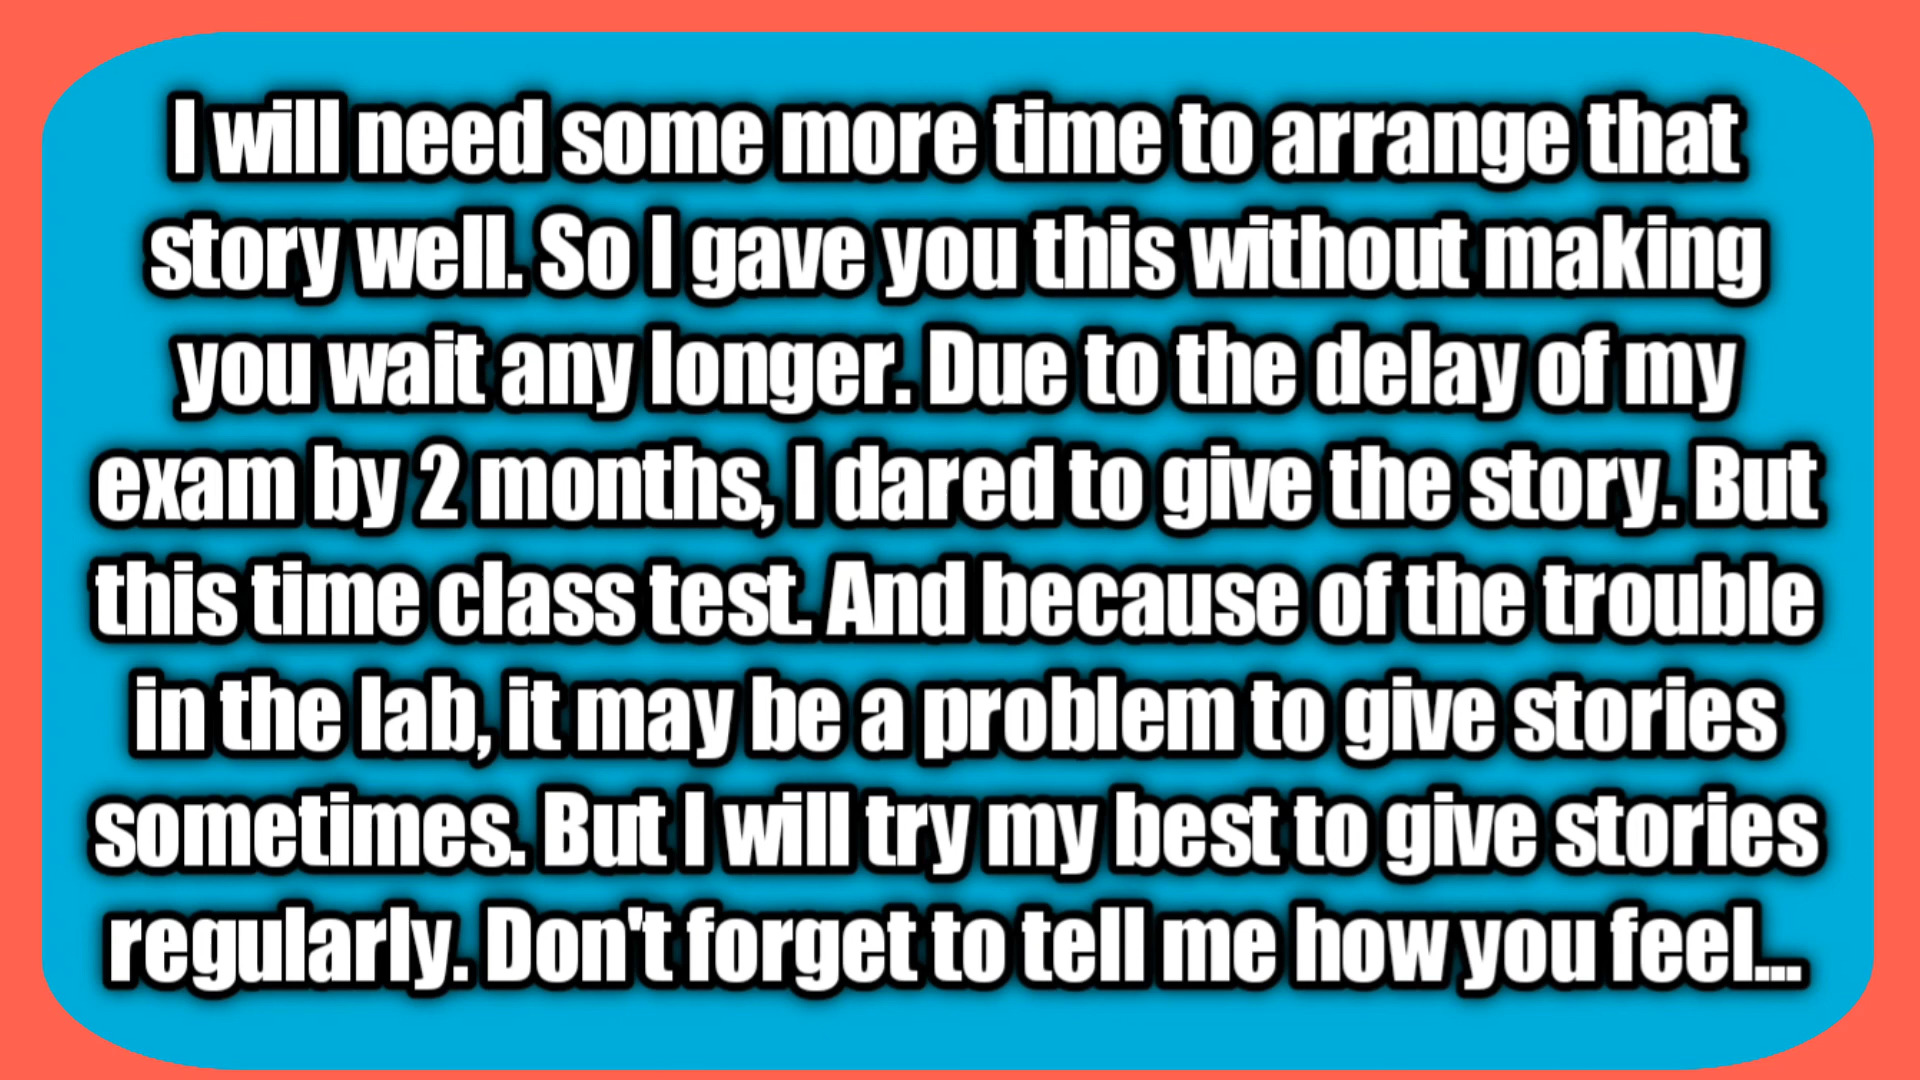 I will need some more time to arrange that
story well. So I gave you this without making
you wait any longer. Due to the delay of my
exam by 2 months, I dared to give the story. But
this time class test. And because of the trouble
in the lab, it may be a problem to give stories
sometimes. But I will try my best to give stories
regularly. Don't forget to tell me how you feel...